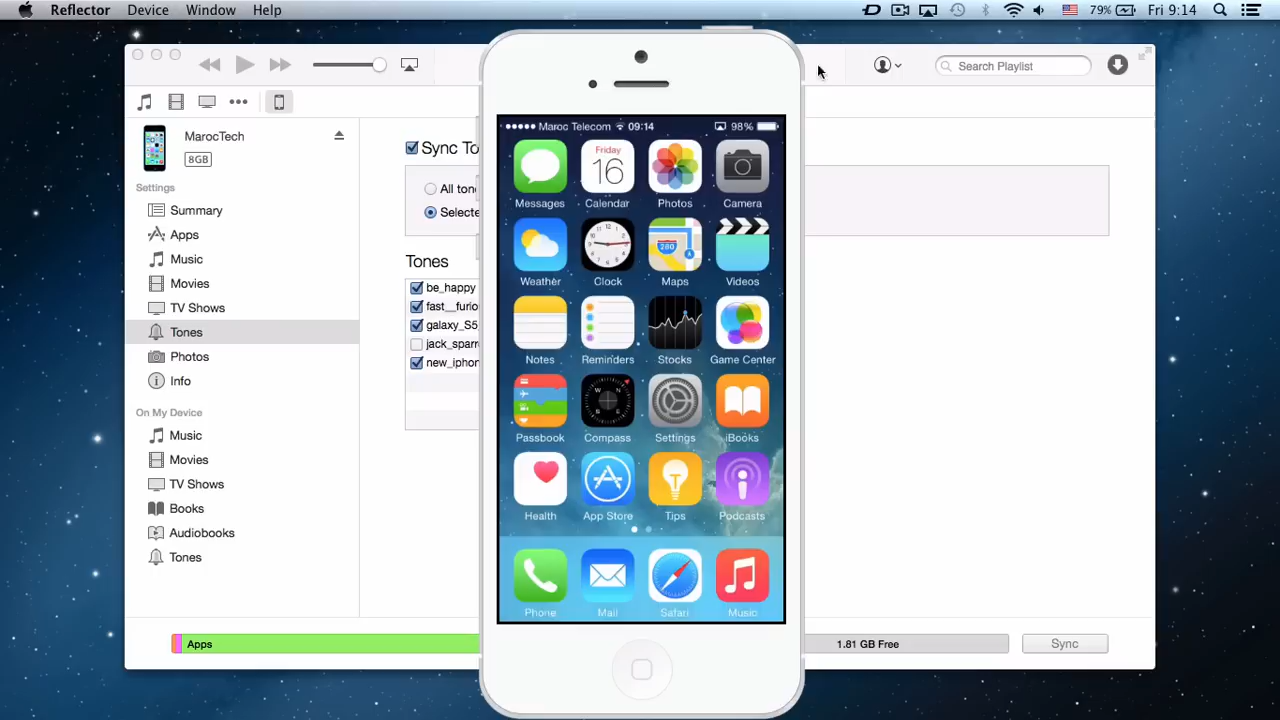 Reflector Device Window Help 79% Fri 9:14
Search Playlist
MarocTech
8GB
Settings
Summary
Apps
Music
Movies
TV Shows
Tones
Photos
Info
On My Device
Music
Movies
TV Shows
Books
Audiobooks
Tones
Sync To
All ton
Selecte
Tones
be_happy
fast__furio
galaxy_S5_
jack_sparr
new_iphon
Maroc Telecom 09:14 98%
Friday
16
Messages Calendar Photos Camera
280
Weather Clock Maps Videos
Notes Reminders Stocks Game Center
Passbook Compass Settings iBooks
T
Health App Store Tips Podcasts
Phone Mail Safari Music
Apps 1.81 GB Free Sync